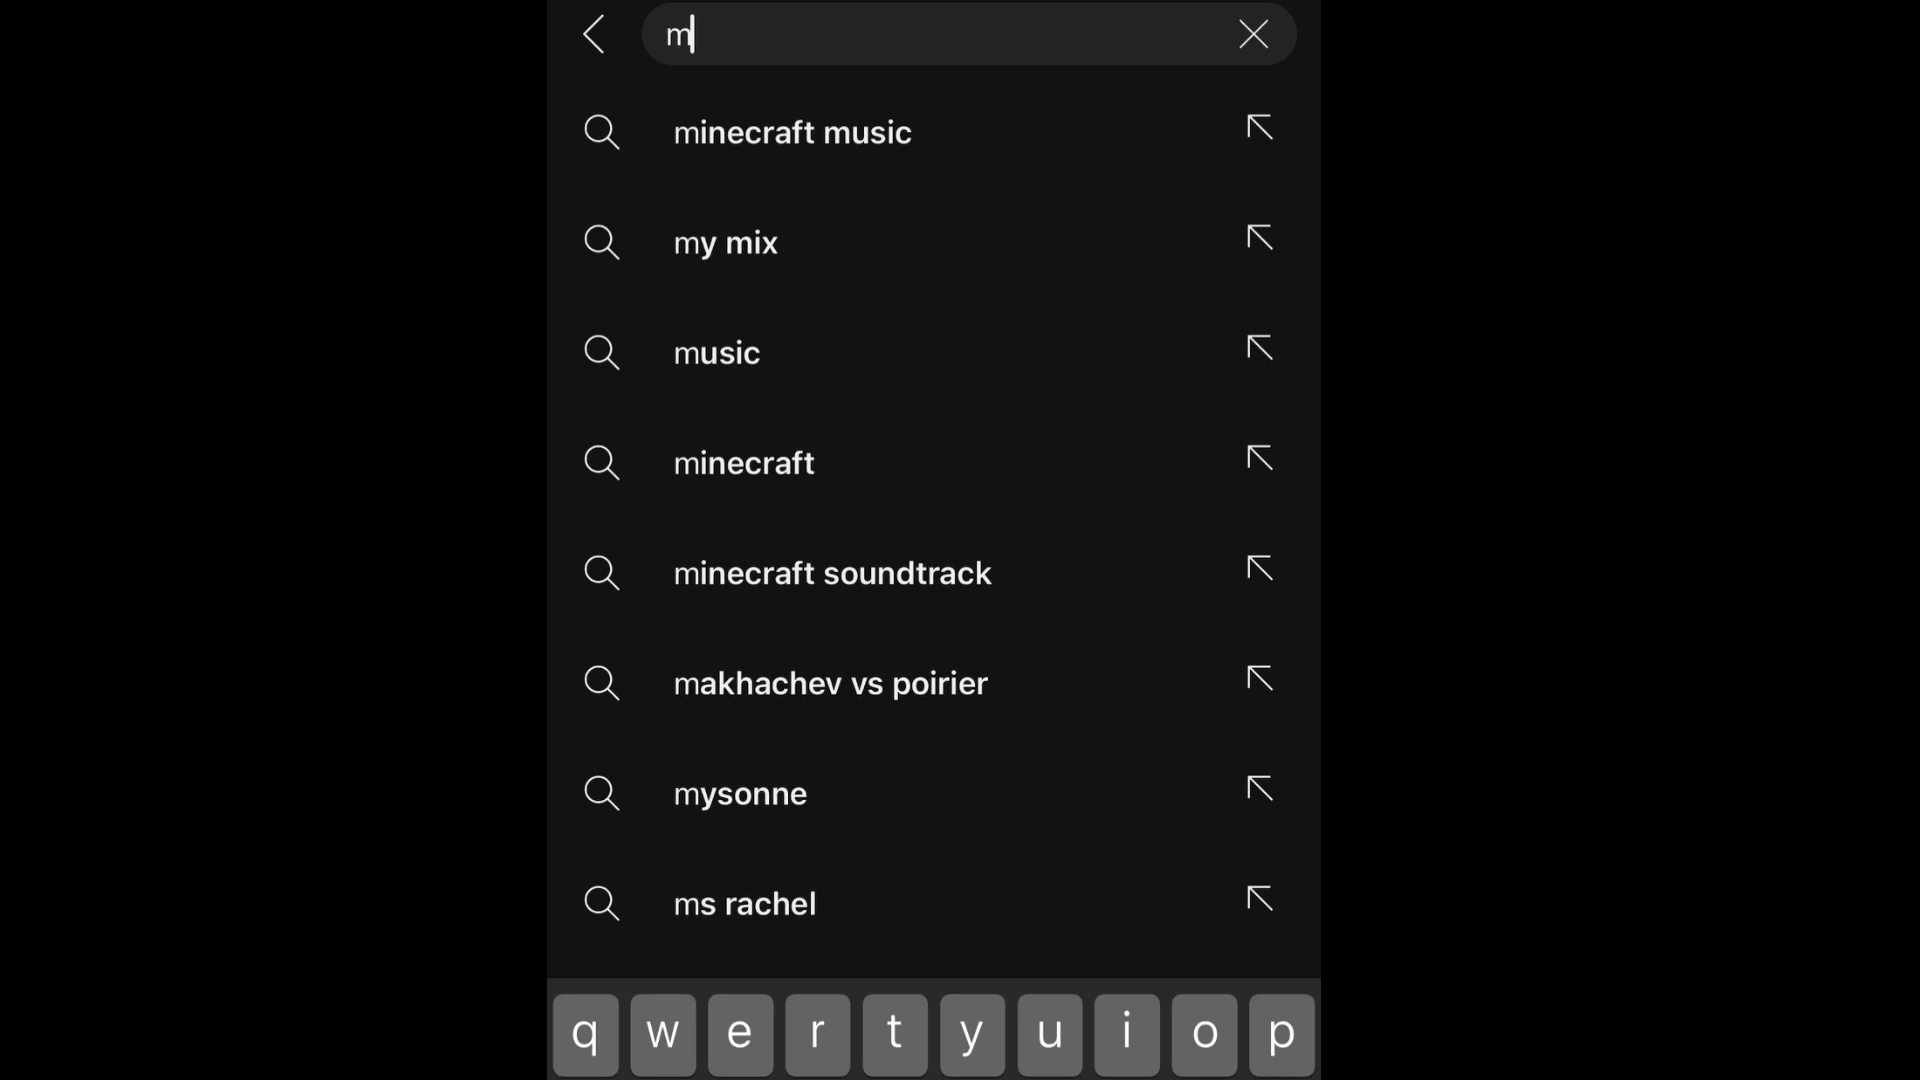 m
minecraft music
my mix
music
minecraft
minecraft soundtrack
makhachev vs poirier
mysonne
ms rachel
q w e r t y u i o p